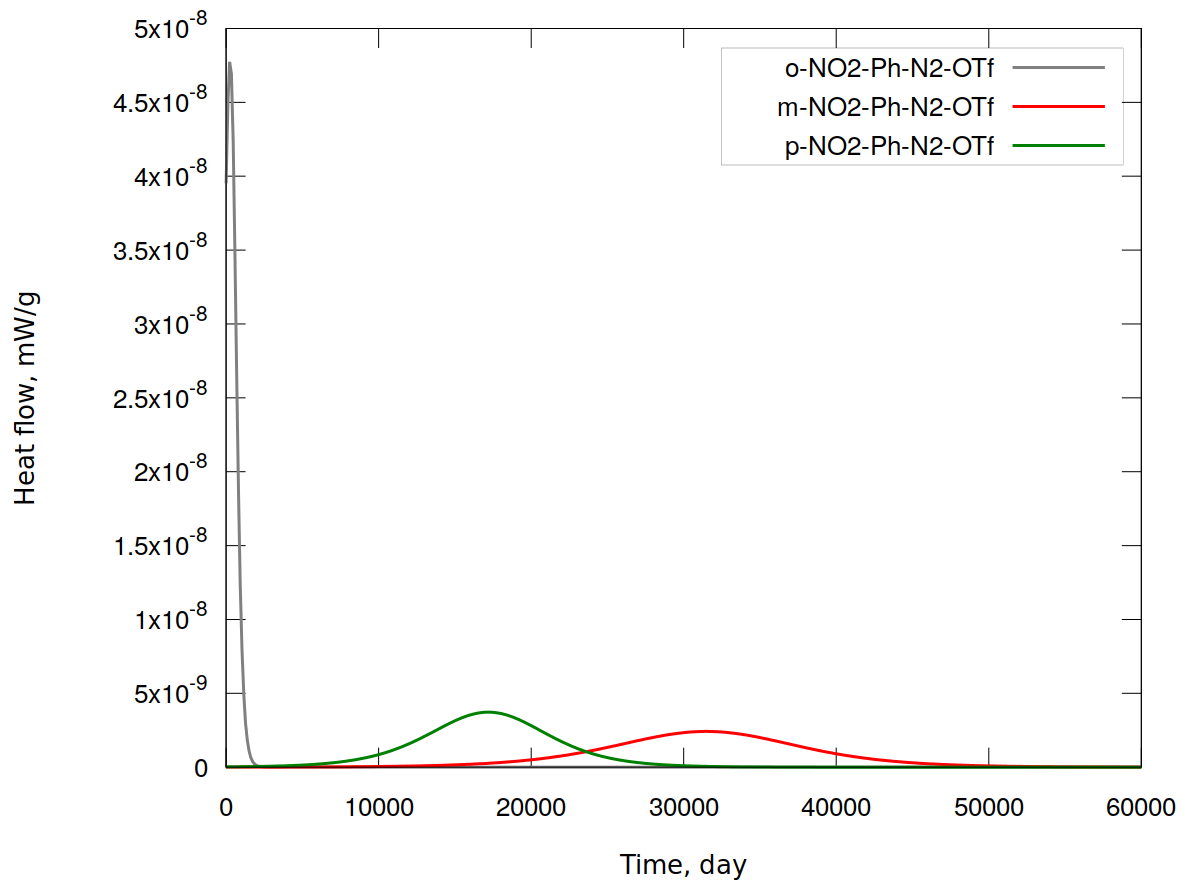 5x10-8
4.5x10-8
4x10-8
3.5x10-8
3x10-8
2.5x10-8
2x10-8
1.5x10-8
1x10-8
5x10-9
0
Heat flow, mW/g
o-NO2-Ph-N2-OTf
m-NO2-Ph-N2-OTf
p-NO2-Ph-N2-OTf
0 10000 20000 30000 40000 50000 60000
Time, day